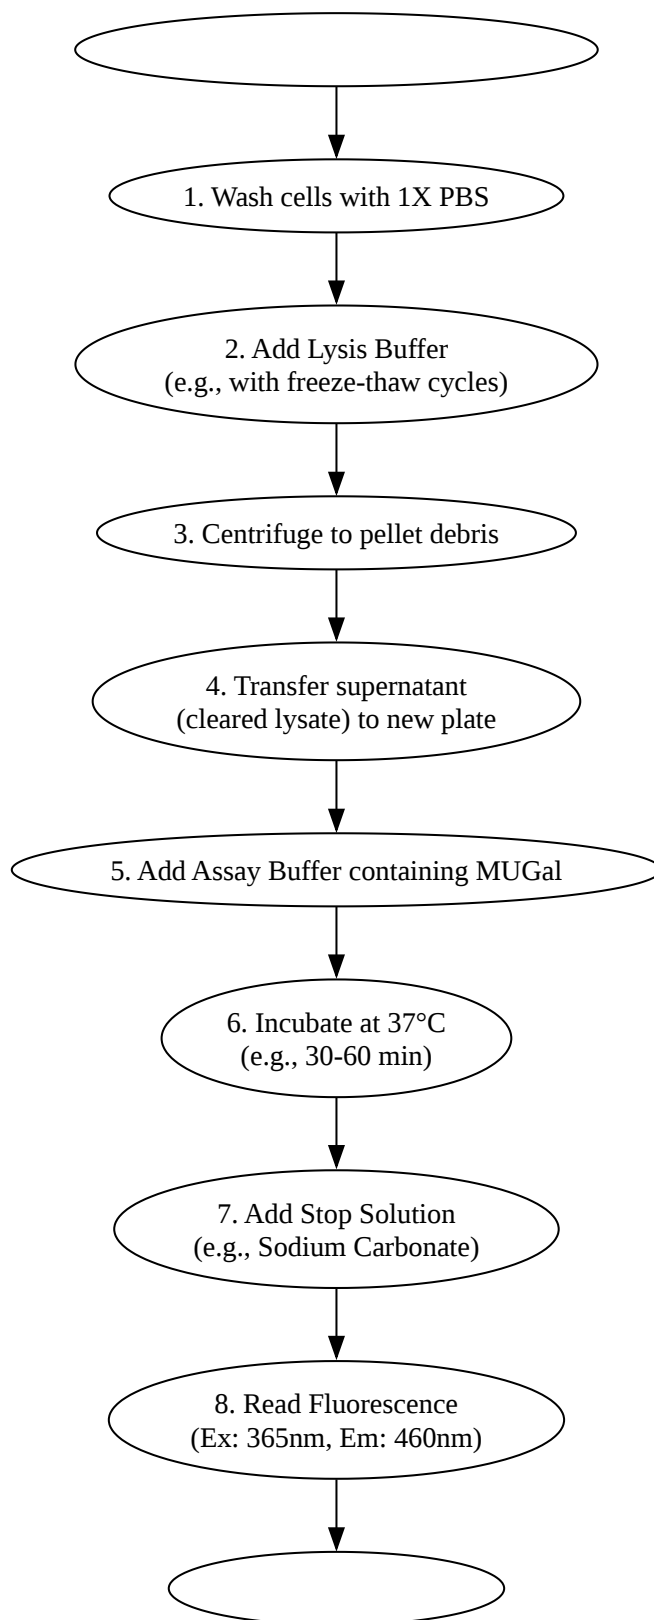 1. Wash cells with 1X PBS
2. Add Lysis Buffer
(e.g., with freeze-thaw cycles)
3. Centrifuge to pellet debris
4. Transfer supernatant
(cleared lysate) to new plate
5. Add Assay Buffer containing MUGal
6. Incubate at 37°C
(e.g., 30-60 min)
7. Add Stop Solution
(e.g., Sodium Carbonate)
8. Read Fluorescence
(Ex: 365nm, Em: 460nm)